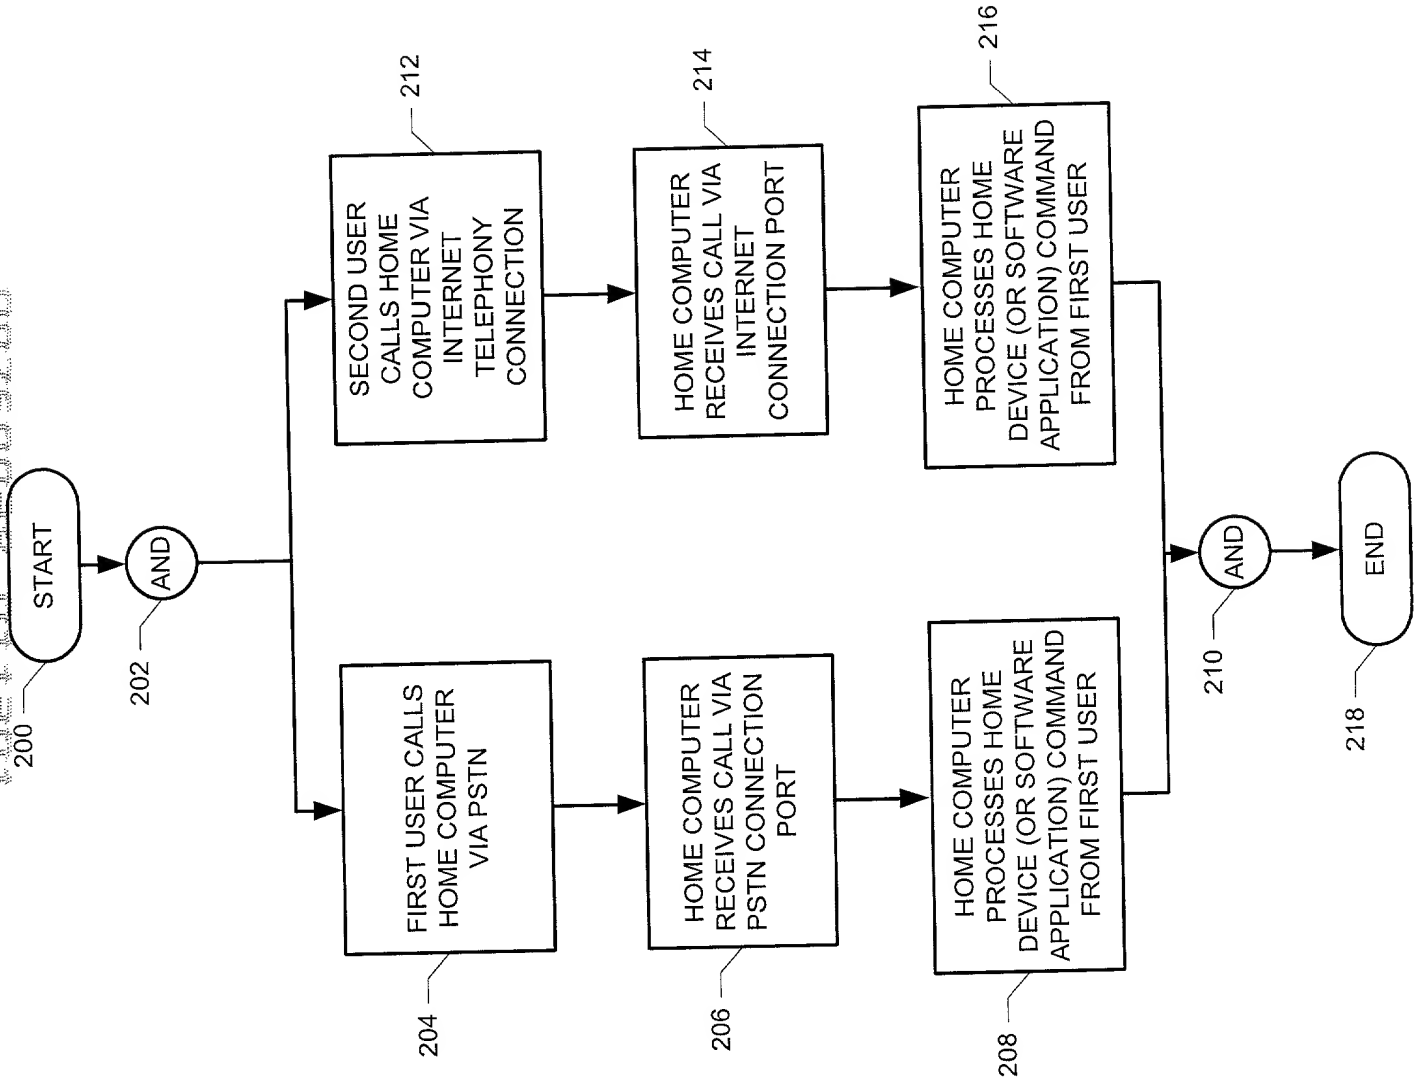 START
200
AND
202
FIRST USER CALLS
HOME COMPUTER
VIA PSTN
204
HOME COMPUTER
RECEIVES CALL VIA
PSTN CONNECTION
PORT
206
HOME COMPUTER
PROCESSES HOME
DEVICE (OR SOFTWARE
APPLICATION) COMMAND
FROM FIRST USER
208
SECOND USER
CALLS HOME
COMPUTER VIA
INTERNET
TELEPHONY
CONNECTION
212
HOME COMPUTER
RECEIVES CALL VIA
INTERNET
CONNECTION PORT
214
HOME COMPUTER
PROCESSES HOME
DEVICE (OR SOFTWARE
APPLICATION) COMMAND
FROM FIRST USER
216
AND
210
END
218